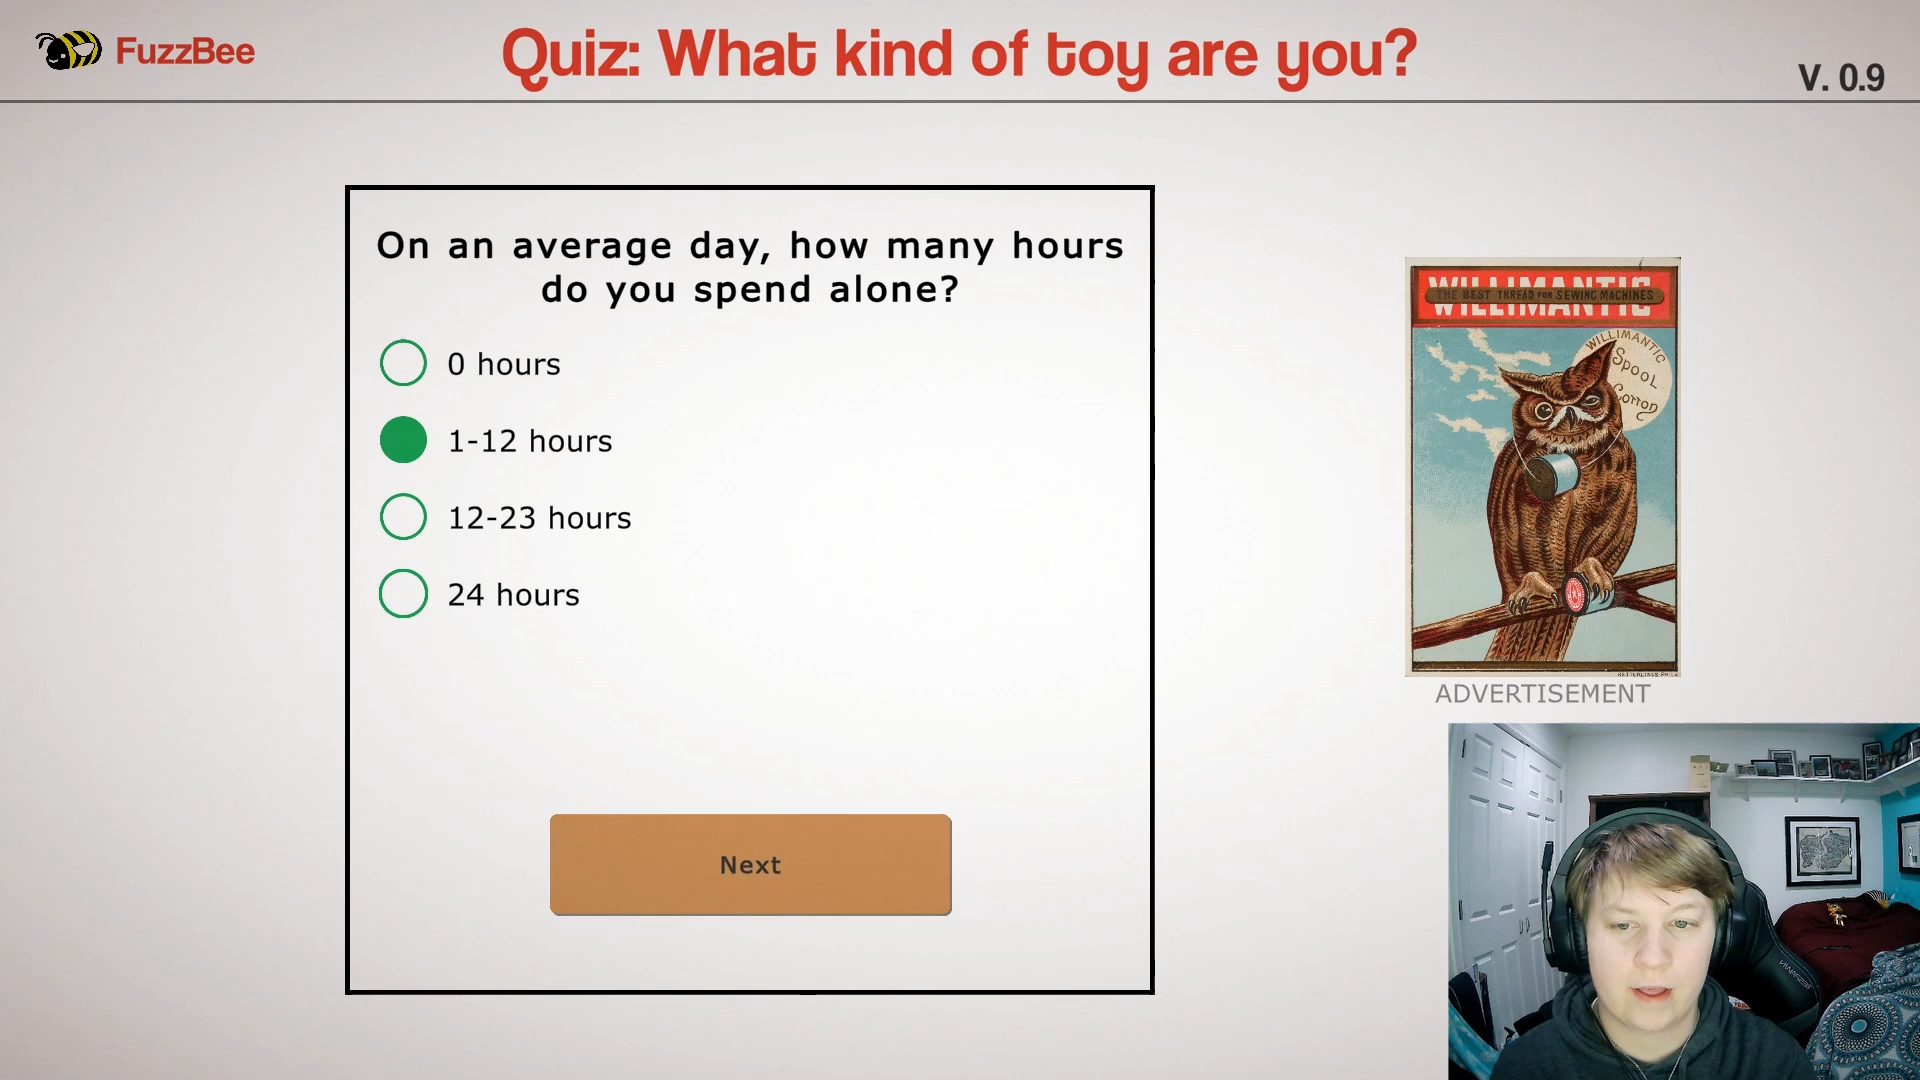 FuzzBee
Quiz: What kind of toy are you?
V. 0.9
On an average day, how many hours
do you spend alone?
0 hours
1-12 hours
12-23 hours
24 hours
Next
WILLIMANTIC
THE BEST THREAD FOR SEWING MACHINES
WILLIMANTIC
Spool
Cotton
ADVERTISEMENT